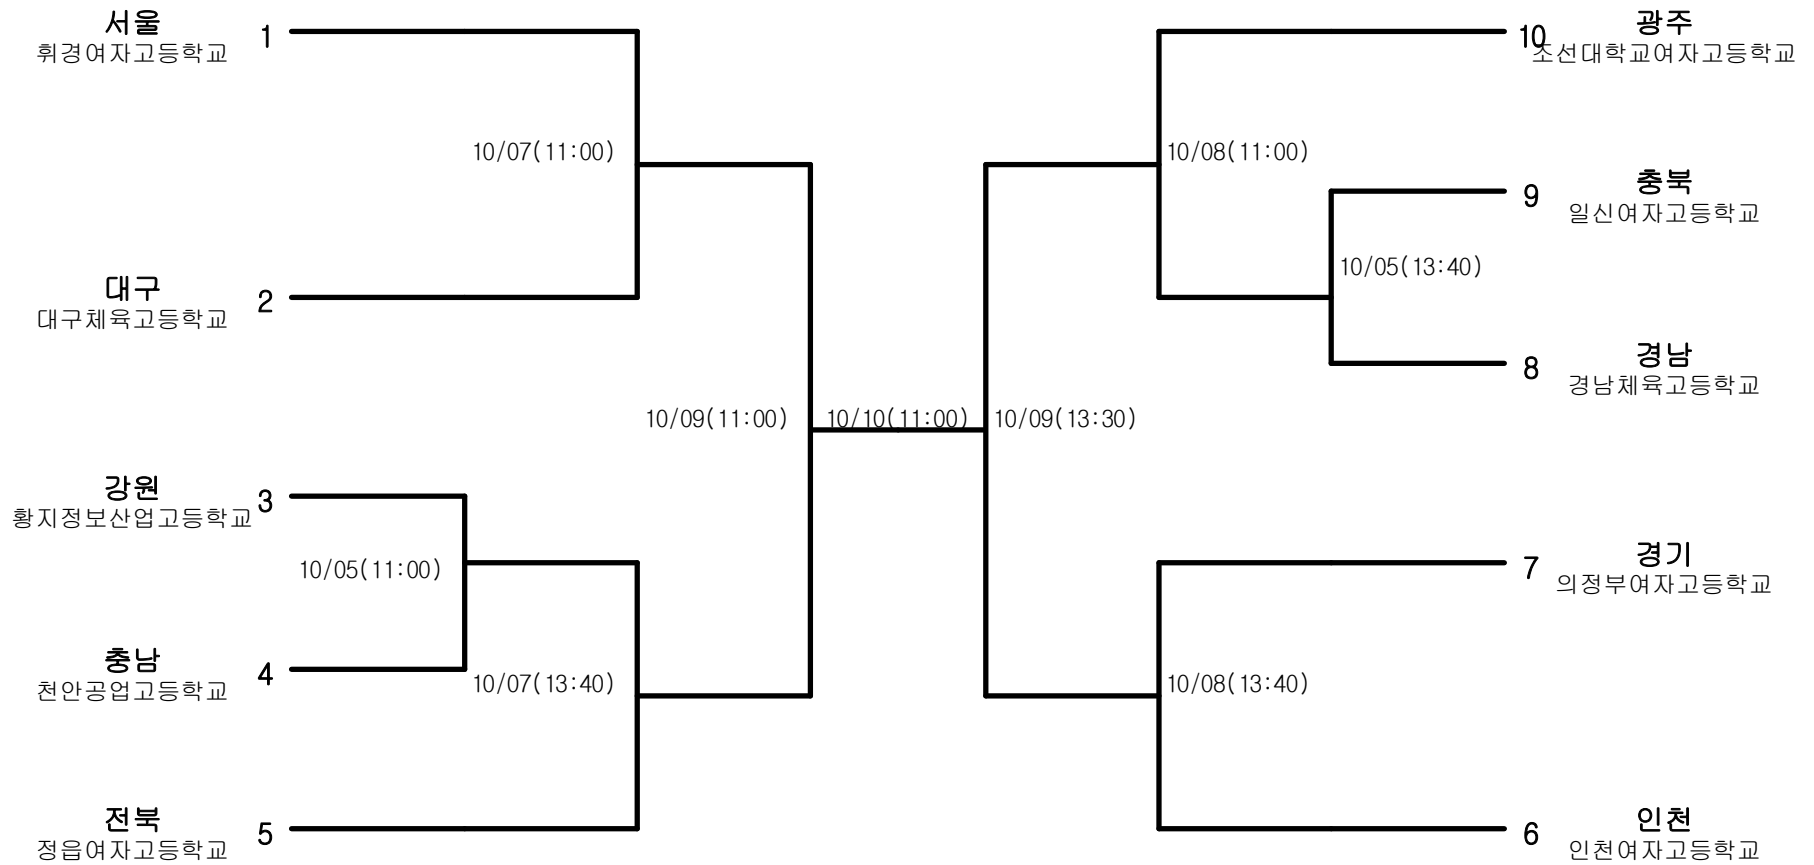 서울
휘경여자고등학교
1
10/07(11:00)
대구
대구체육고등학교
2
10/09(11:00)
강원
황지정보산업고등학교
3
10/05(11:00)
충남
천안공업고등학교
4
10/07(13:40)
전북
정읍여자고등학교
5
10/10(11:00)
10
광주
조선대학교여자고등학교
10/08(11:00)
9
충북
일신여자고등학교
10/05(13:40)
8
경남
경남체육고등학교
10/09(13:30)
7
경기
의정부여자고등학교
10/08(13:40)
6
인천
인천여자고등학교